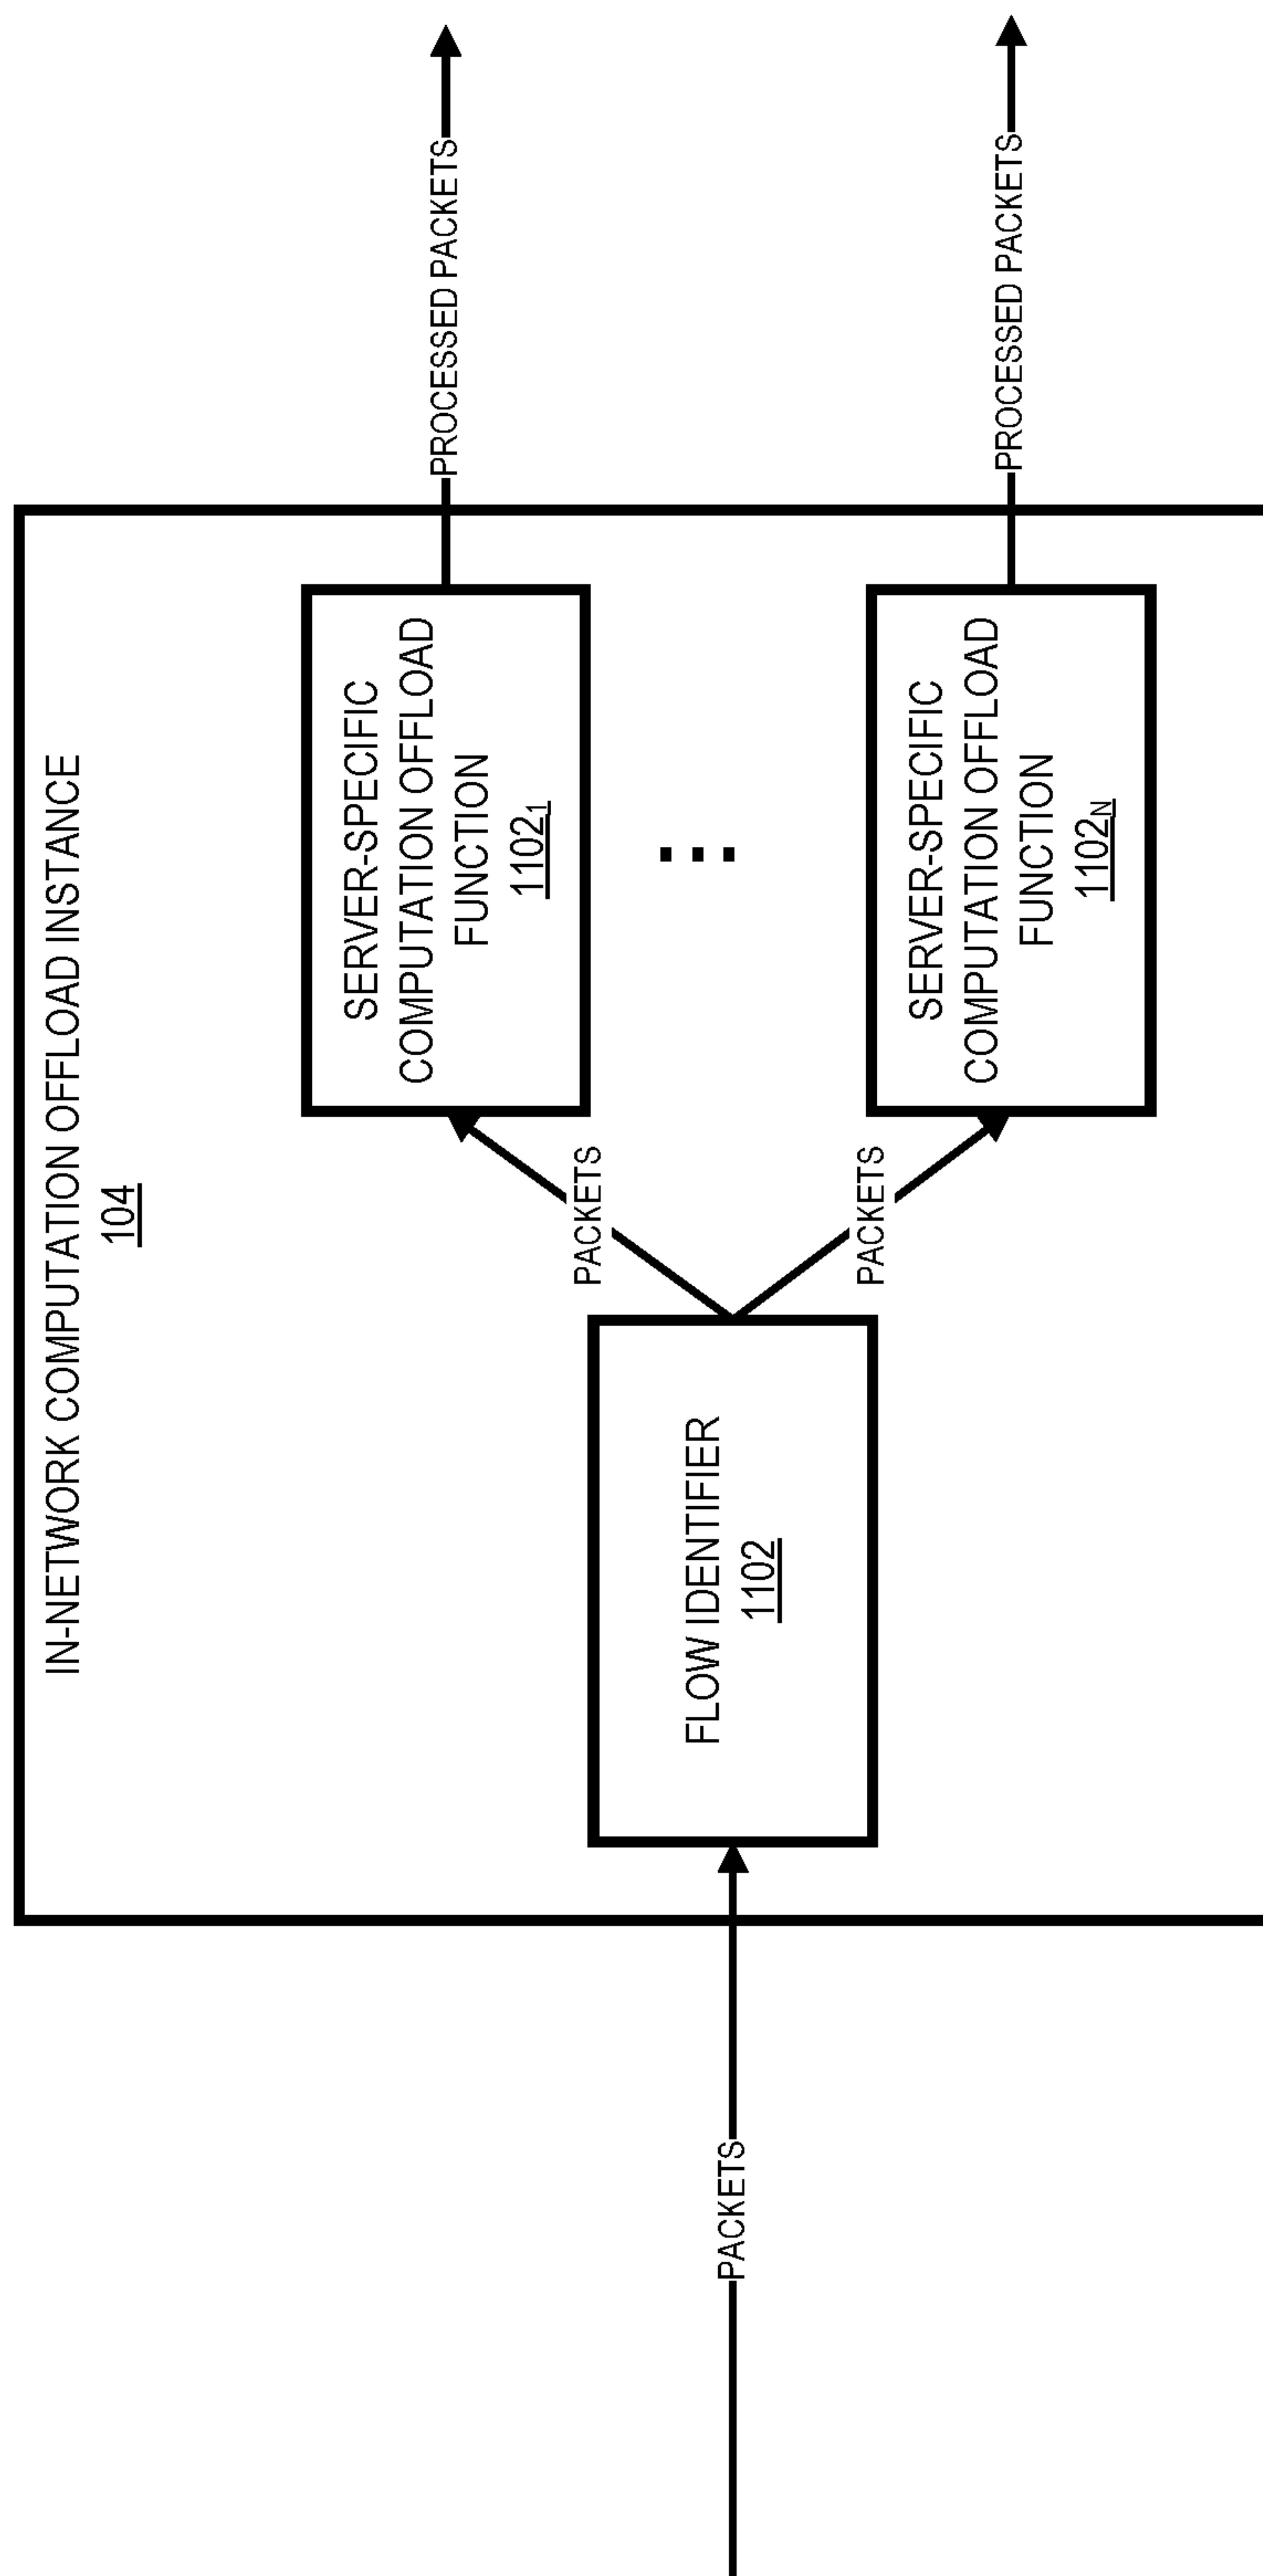 IN-NETWORK COMPUTATION OFFLOAD INSTANCE
104
PACKETS
FLOW IDENTIFIER
1102
PACKETS
PACKETS
SERVER-SPECIFIC
COMPUTATION OFFLOAD
FUNCTION
1102₁
PROCESSED PACKETS
SERVER-SPECIFIC
COMPUTATION OFFLOAD
FUNCTION
1102N
PROCESSED PACKETS